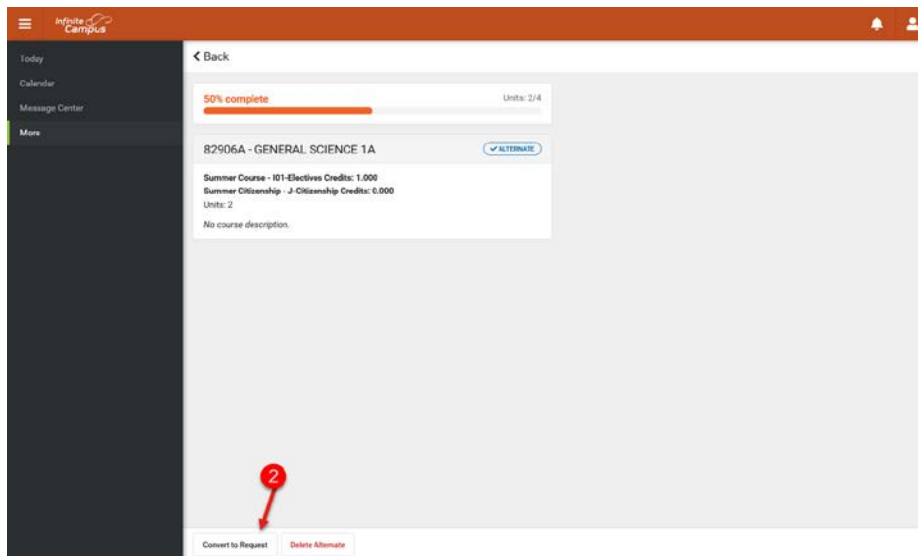 Infinite
Campus
Today
Calendar
Message Center
More
Back
50% complete
Units: 2/4
82906A - GENERAL SCIENCE 1A
ALTERNATE
Summer Course - I01-Electives Credits: 1.000
Summer Citizenship - J-Citizenship Credits: 0.000
Units: 2
No course description.
2
Convert to Request
Delete Alternate